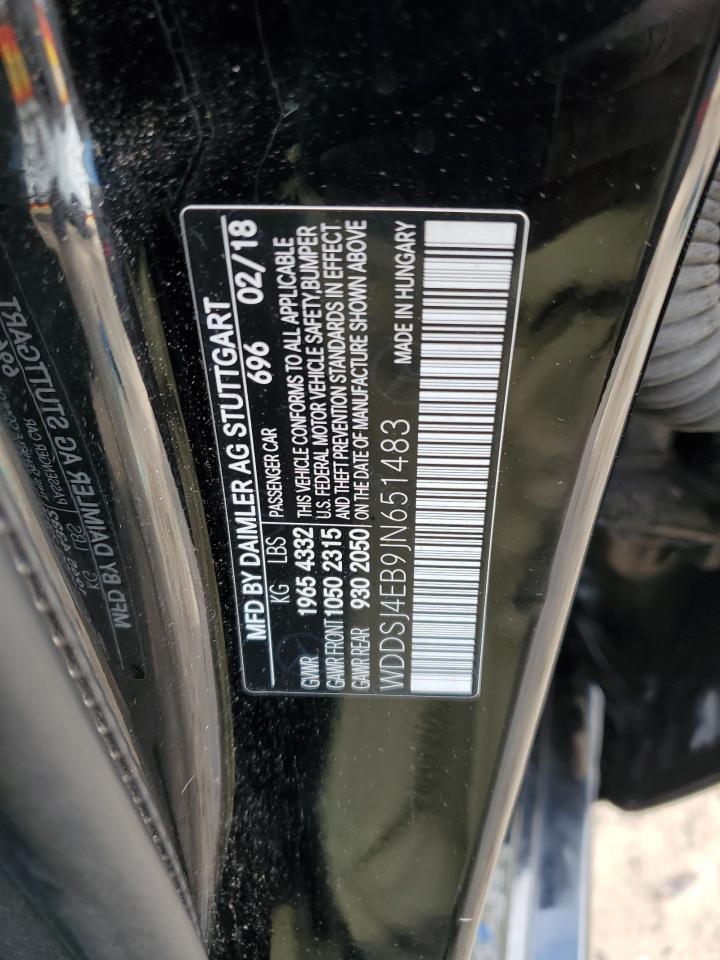 MFD BY DAIMLER AG STUTTGART
KG LBS 696 02/18
PASSENGER CAR
GVWR 1965 4332
GAWR FRONT 1050 2315
GAWR REAR 930 2050
THIS VEHICLE CONFORMS TO ALL APPLICABLE
U.S. FEDERAL MOTOR VEHICLE SAFETY,BUMPER
AND THEFT PREVENTION STANDARDS IN EFFECT
ON THE DATE OF MANUFACTURE SHOWN ABOVE
WDDSJ4EB9JN651483 MADE IN HUNGARY